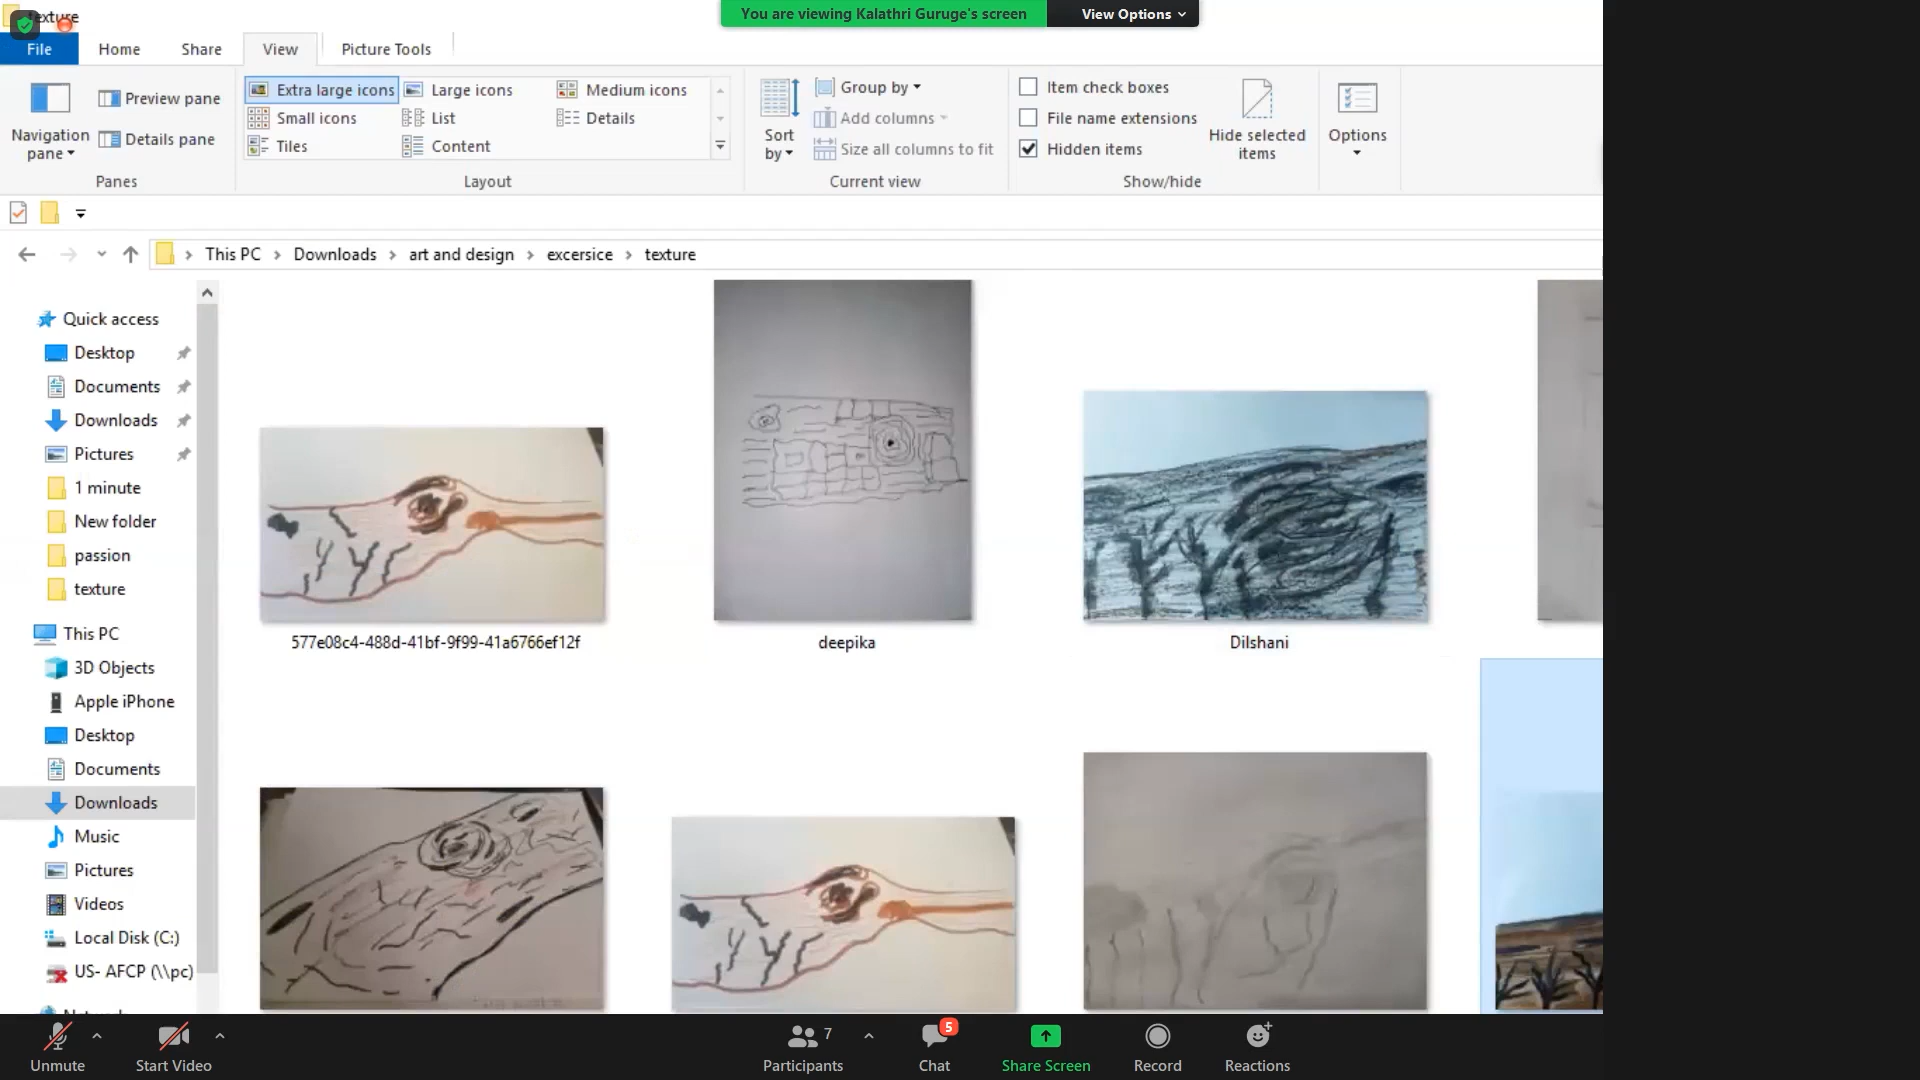 texture
You are viewing Kalathri Guruge's screen
View Options
File
Home
Share
View
Picture Tools
Navigation pane
Preview pane
Details pane
Panes
Extra large icons
Large icons
Medium icons
Small icons
List
Details
Tiles
Content
Layout
Sort by
Group by
Add columns
Size all columns to fit
Current view
Item check boxes
File name extensions
Hidden items
Show/hide
Hide selected items
Options
This PC
Downloads
art and design
excersice
texture
Quick access
Desktop
Documents
Downloads
Pictures
1 minute
New folder
passion
texture
This PC
3D Objects
Apple iPhone
Desktop
Documents
Downloads
Music
Pictures
Videos
Local Disk (C:)
US- AFCP (\\pc)
577e08c4-488d-41bf-9f99-41a6766ef12f
deepika
Dilshani
Unmute
Start Video
7
Participants
5
Chat
Share Screen
Record
Reactions